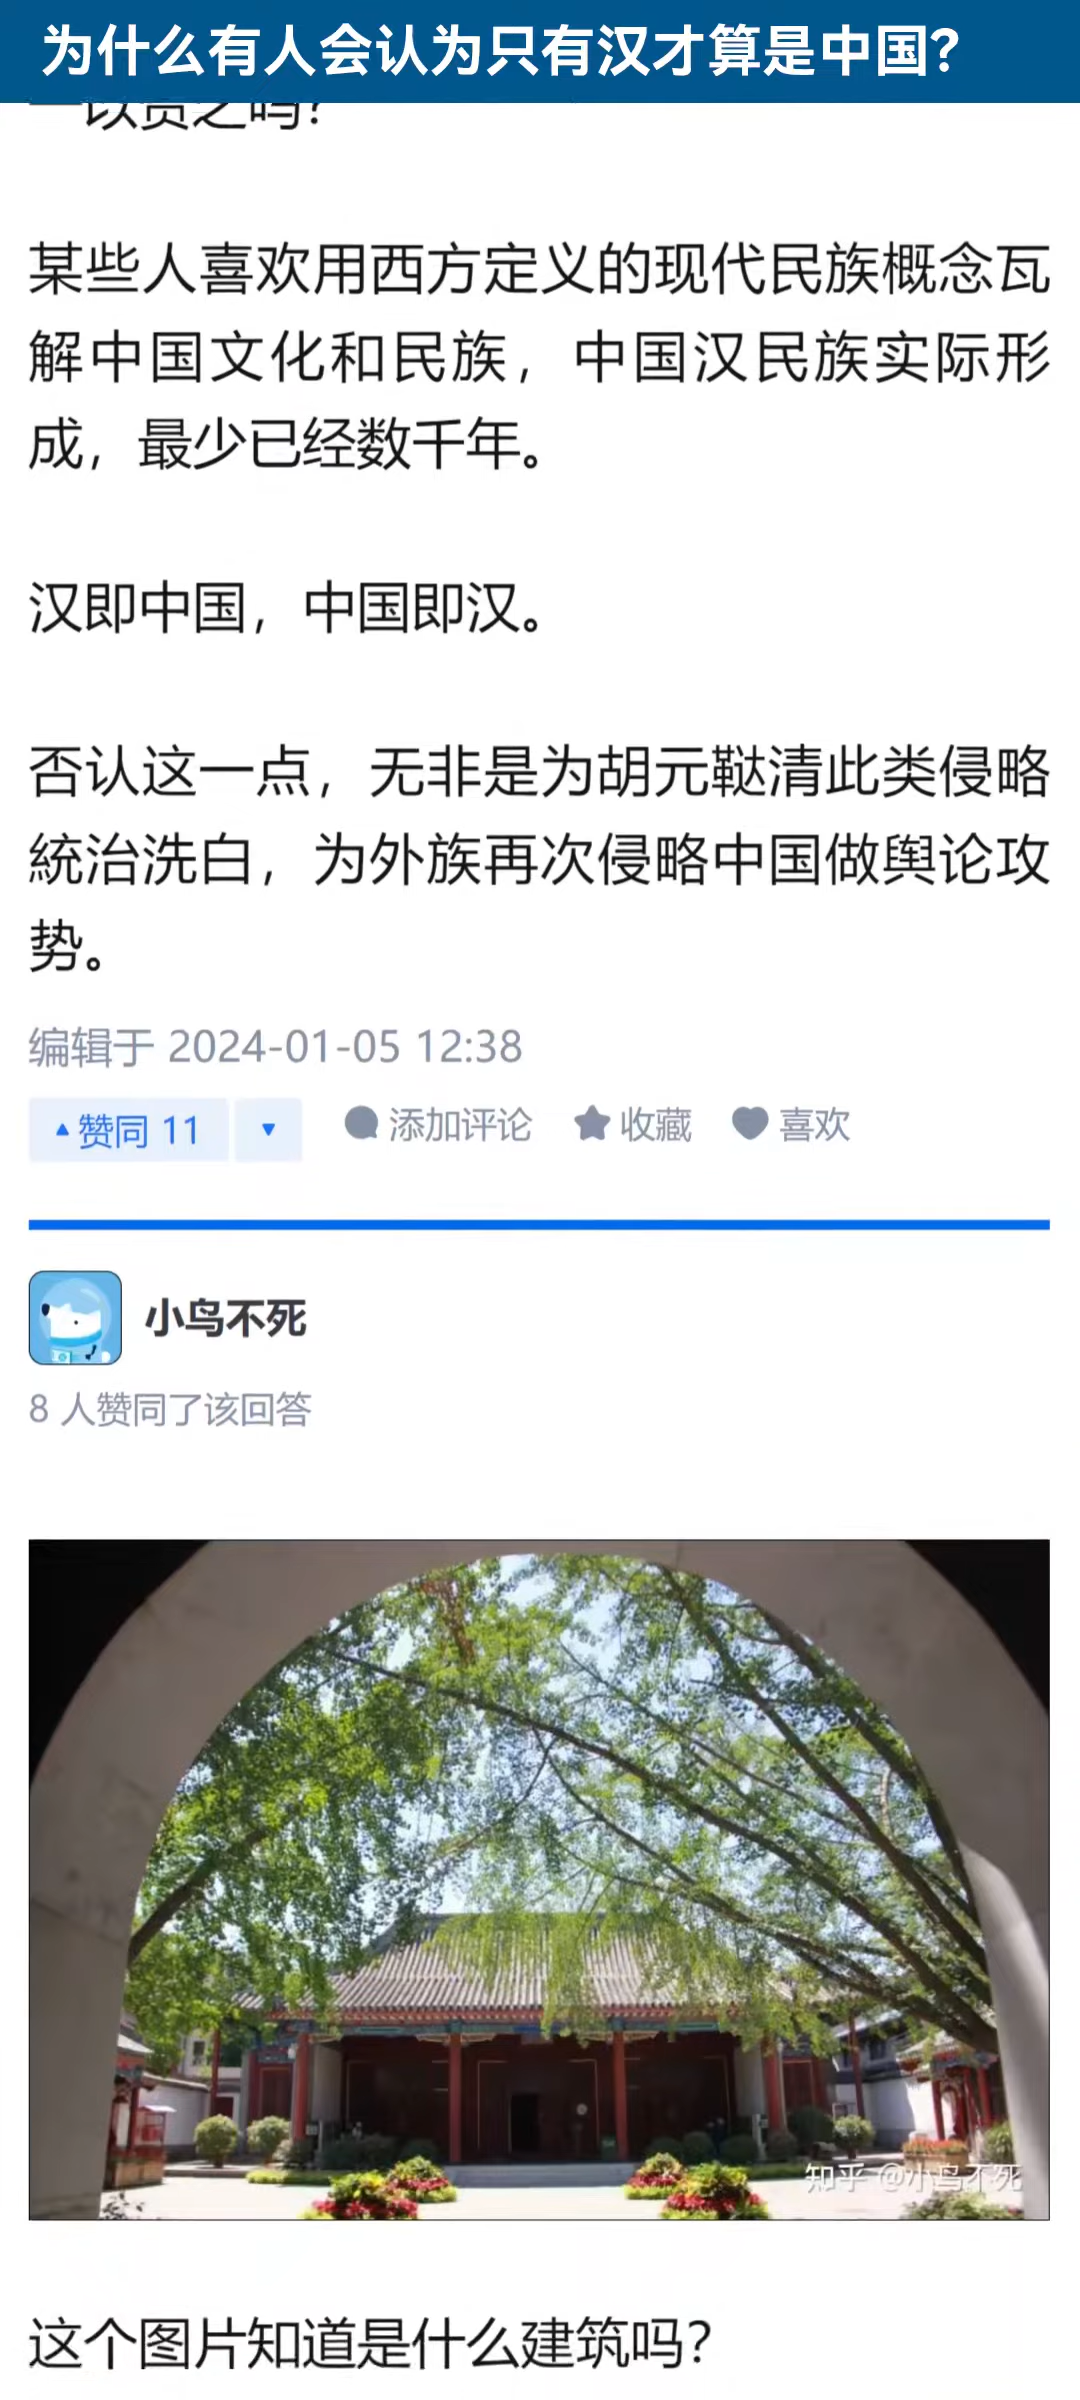 为什么有人会认为只有汉才算是中国？
一以贯之吗？
某些人喜欢用西方定义的现代民族概念瓦
解中国文化和民族，中国汉民族实际形
成，最少已经数千年。
汉即中国，中国即汉。
否认这一点，无非是为胡元鞑清此类侵略
統治洗白，为外族再次侵略中国做舆论攻
势。
编辑于 2024-01-05 12:38
赞同 11 添加评论 收藏 喜欢
小鸟不死
8 人赞同了该回答
知乎 @小鸟不死
这个图片知道是什么建筑吗？